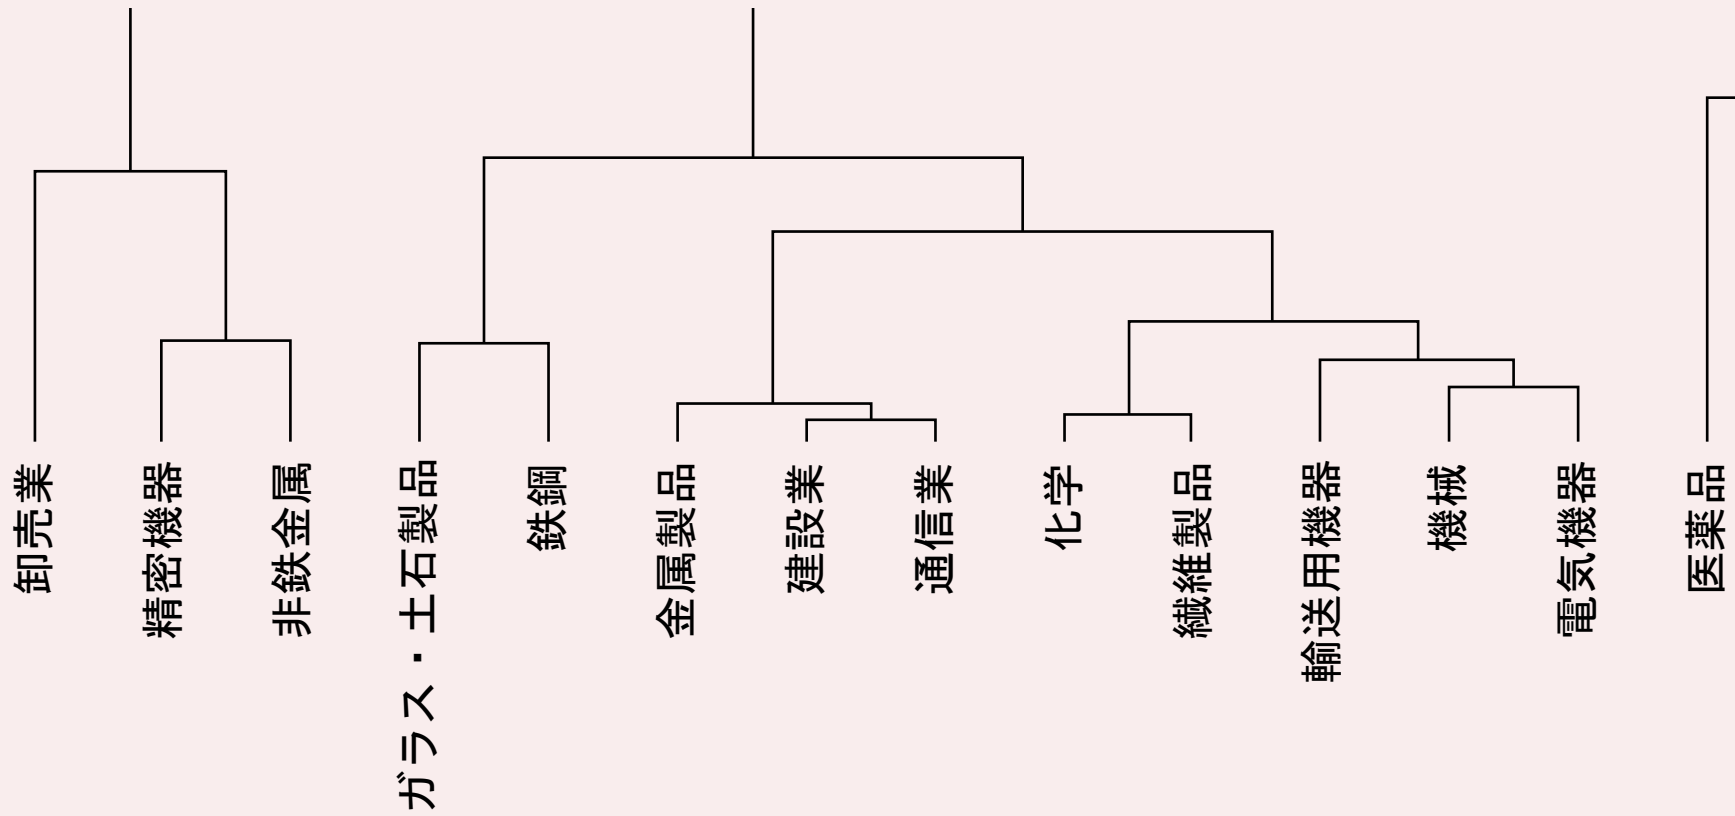 卸売業
精密機器
非鉄金属
ガラス・土石製品
鉄鋼
金属製品
建設業
通信業
化学
繊維製品
輸送用機器
機械
電気機器
医薬品